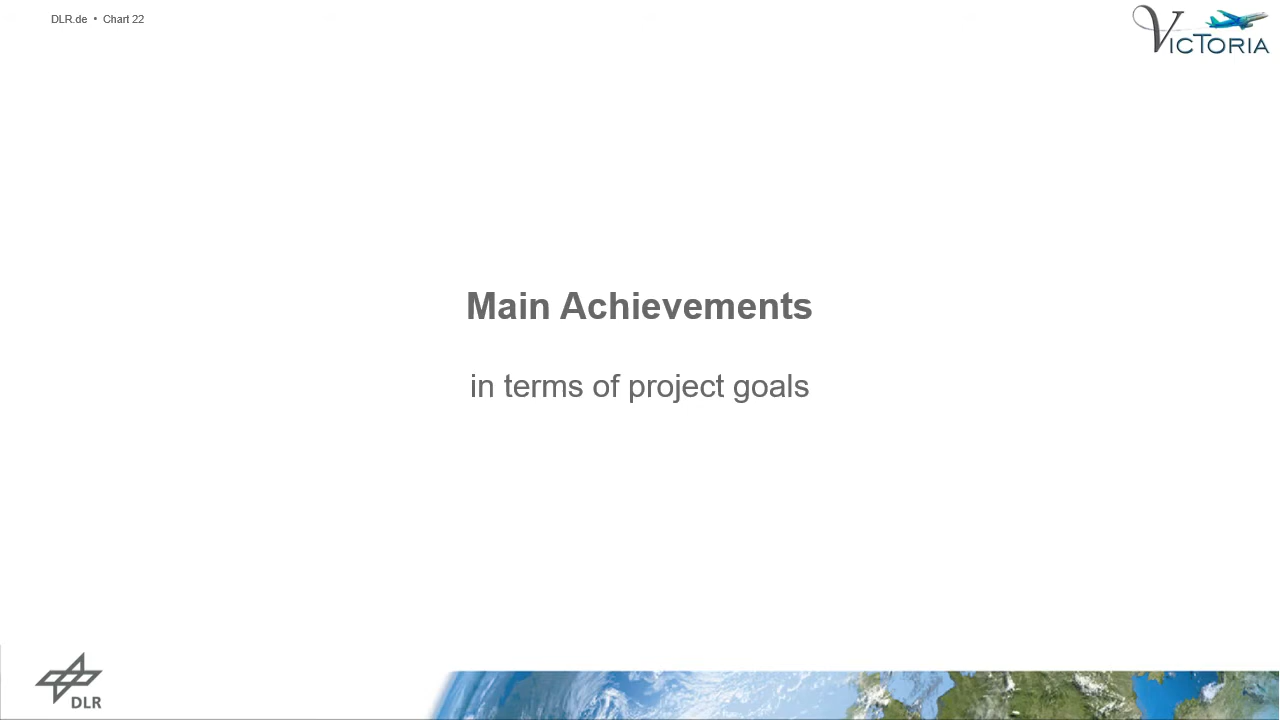 DLR.de • Chart 22
VICTORIA
Main Achievements
in terms of project goals
DLR